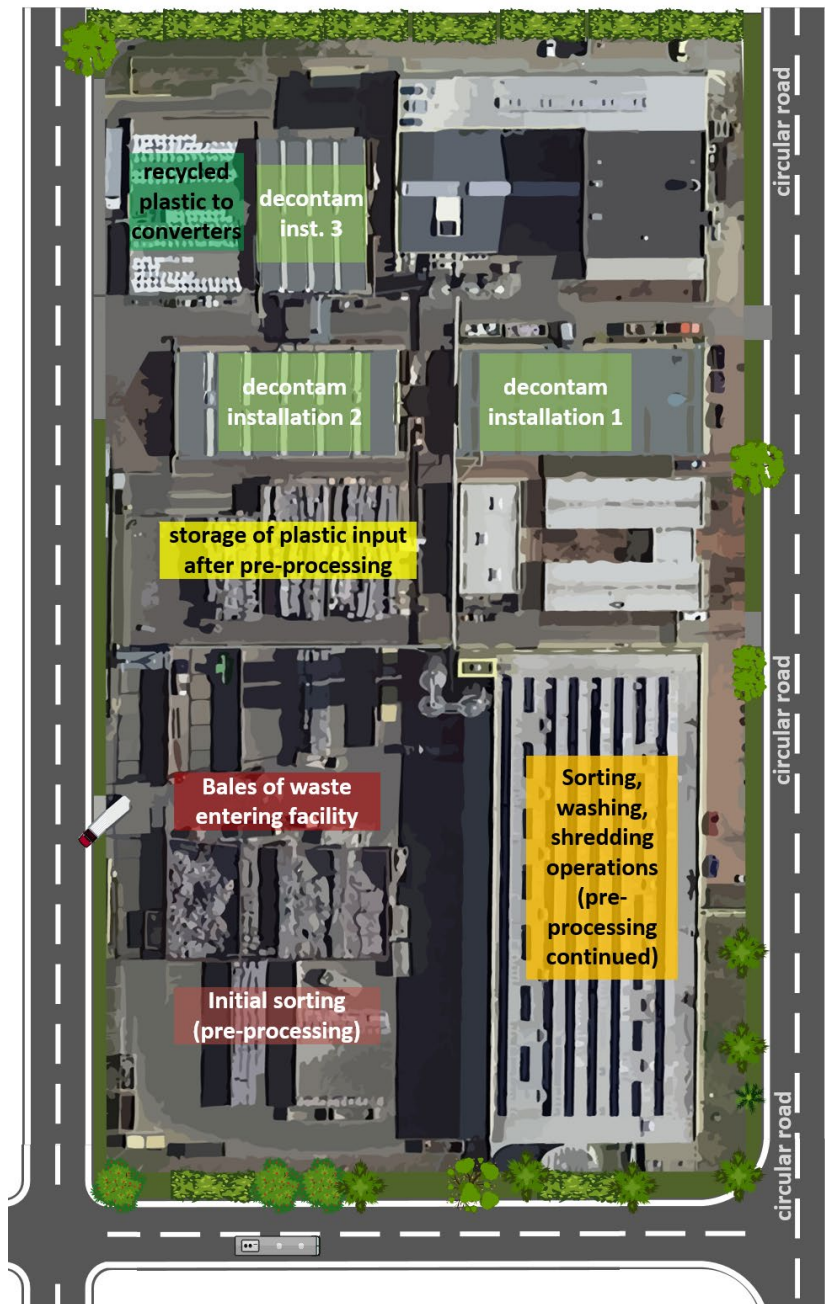 circular road
recycled
plastic to
converters
decontam
inst. 3
decontam
installation 2
decontam
installation 1
storage of plastic input
after pre-processing
circular road
Bales of waste
entering facility
Sorting,
washing,
shredding
operations
(pre-
processing
continued)
Initial sorting
(pre-processing)
circular road